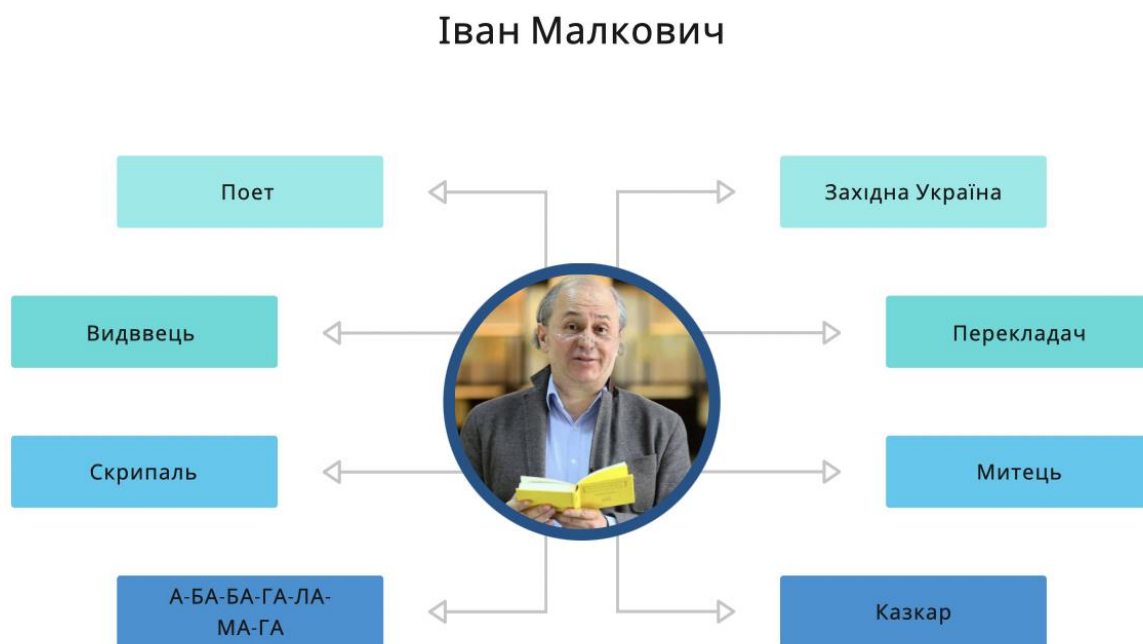 Іван Малкович
Поет
Західна Україна
Видввець
Перекладач
Скрипаль
Митець
А-БА-БА-ГА-ЛА-
МА-ГА
Казкар